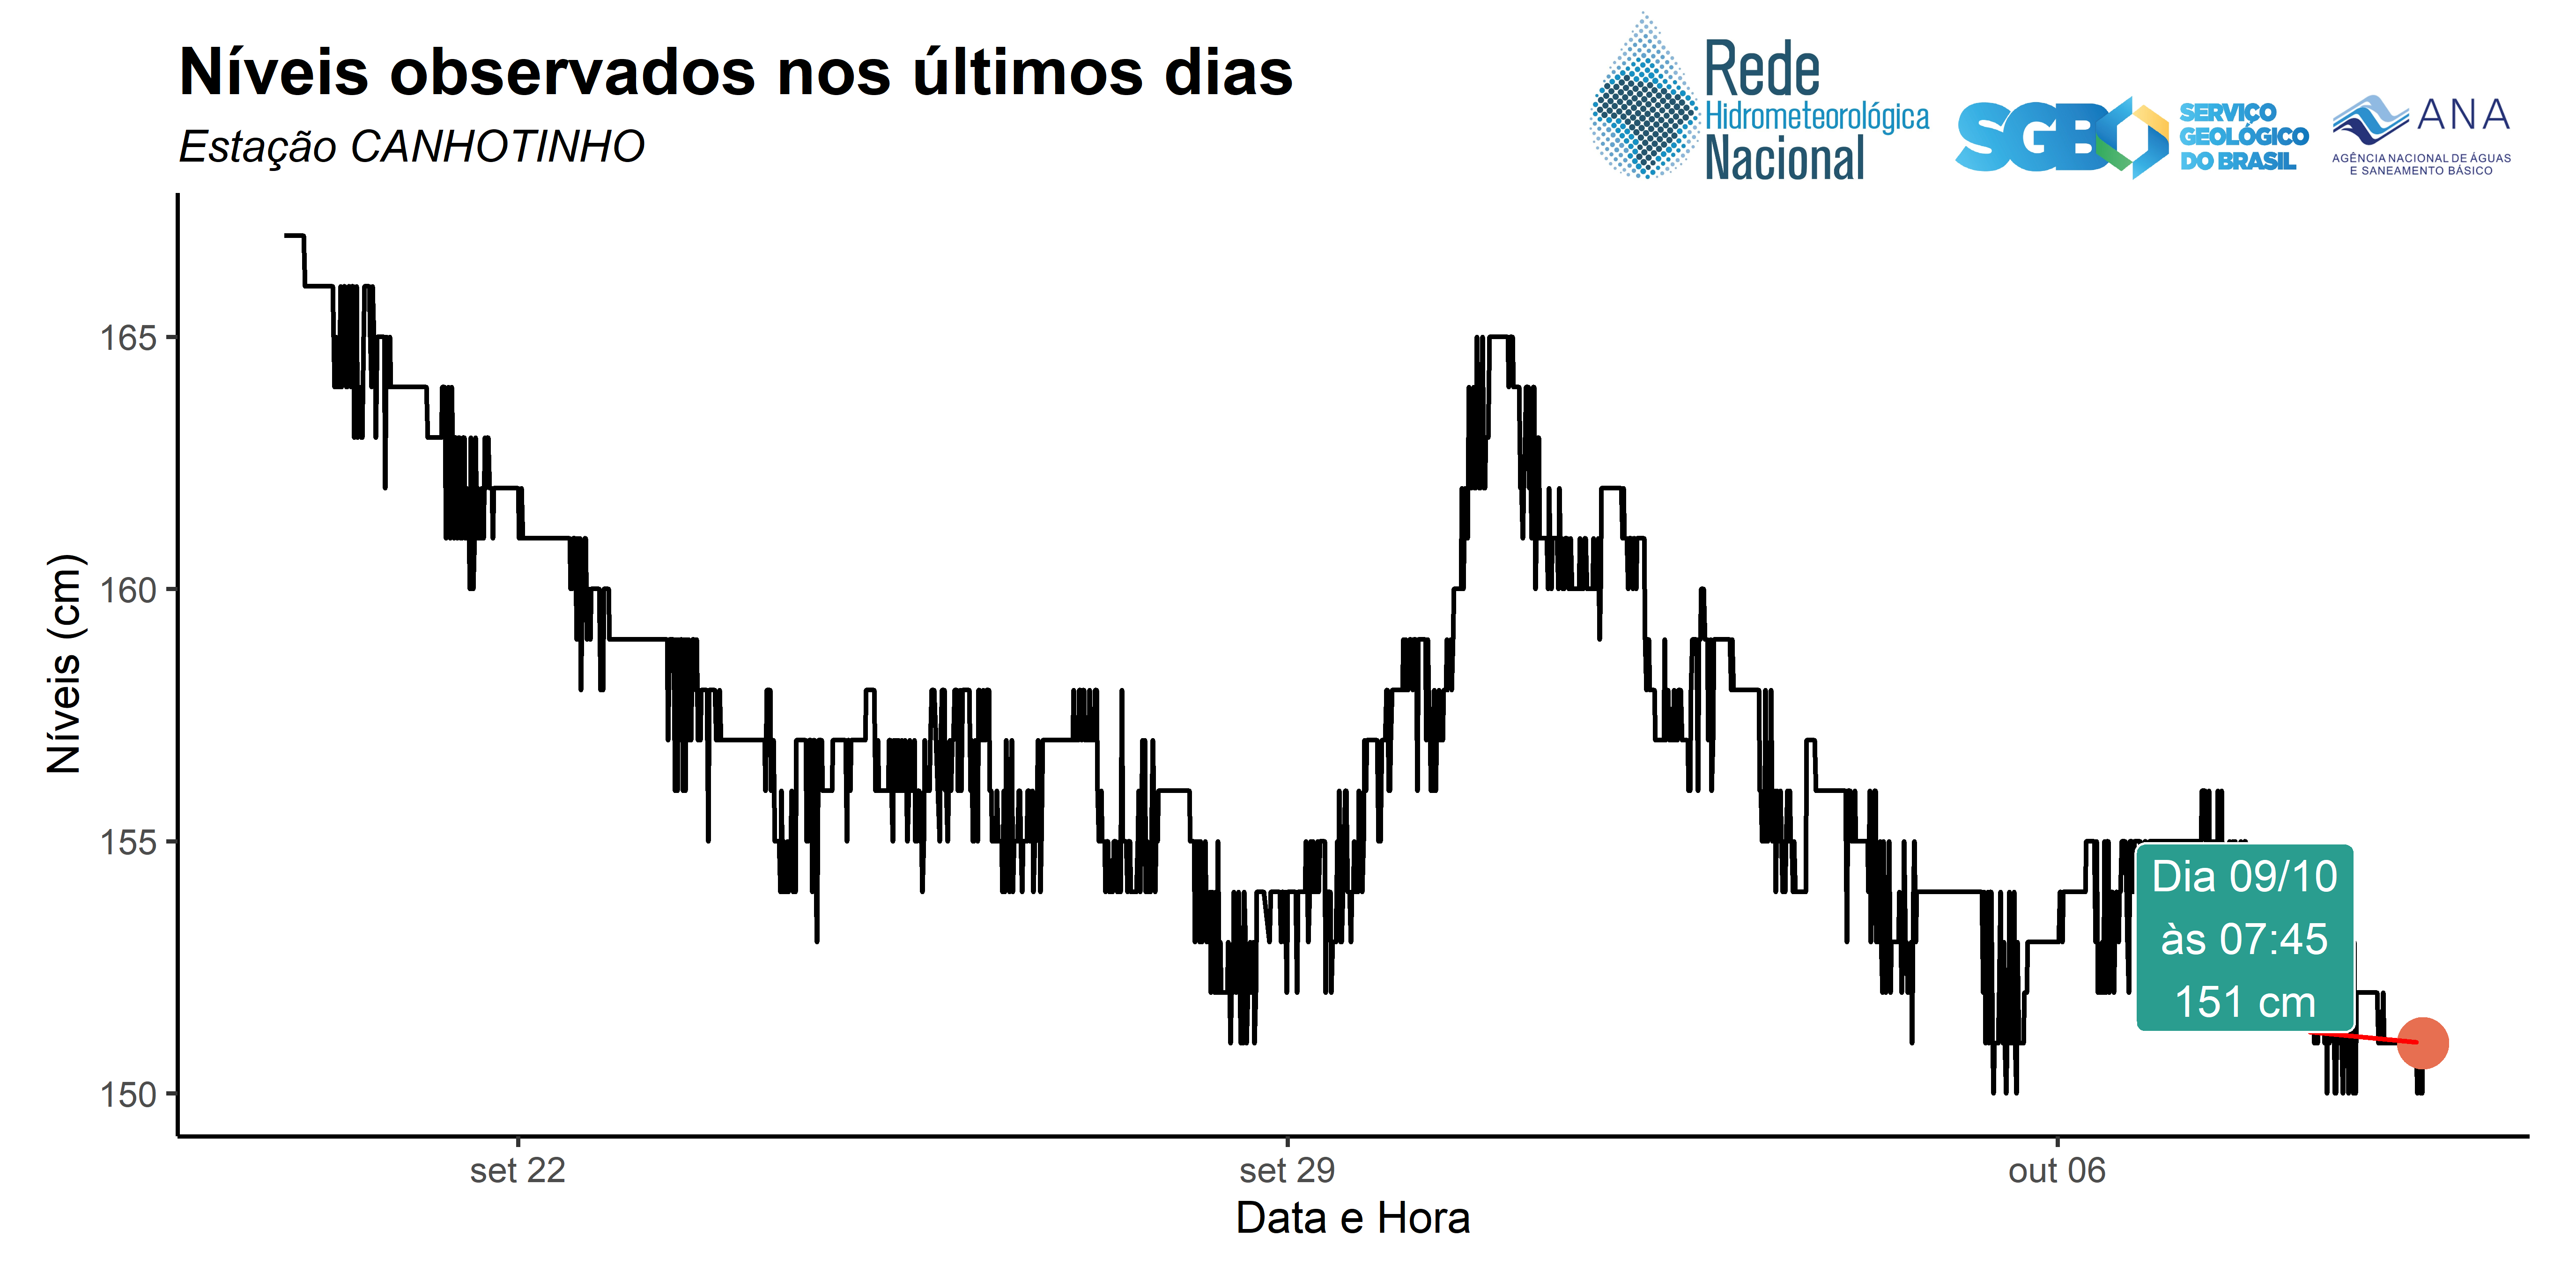 Níveis observados nos últimos dias
Estação CANHOTINHO
Rede
Hidrometeorológica
Nacional
SGB
SERVIÇO
GEOLÓGICO
DO BRASIL
ANA
AGÊNCIA NACIONAL DE ÁGUAS
E SANEAMENTO BÁSICO
Níveis (cm)
165
160
155
150
Dia 09/10
às 07:45
151 cm
set 22
set 29
out 06
Data e Hora